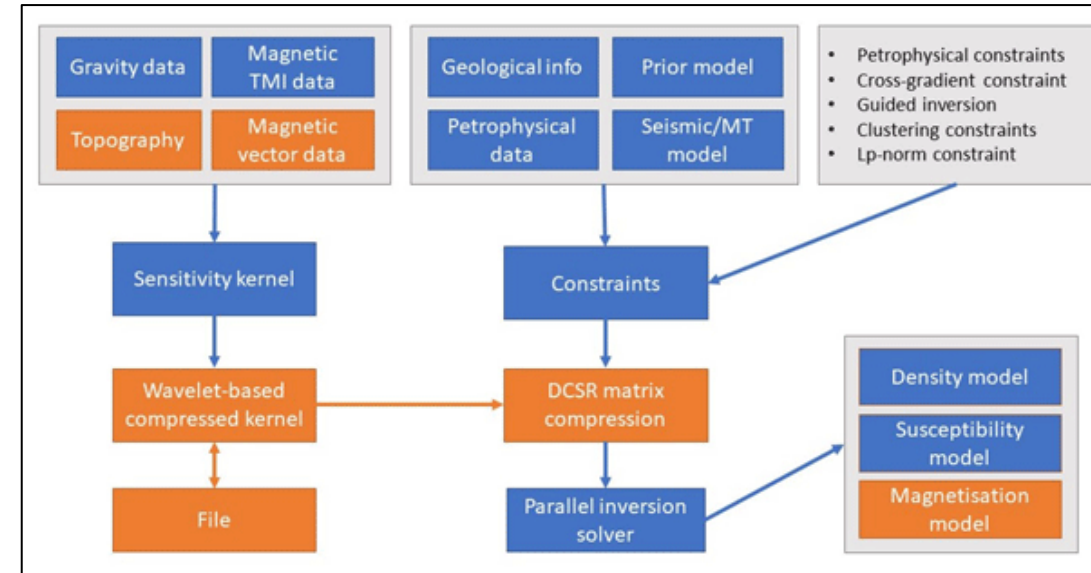 Gravity data
Magnetic
TMI data
Topography
Magnetic
vector data
Geological info
Prior model
Petrophysical
data
Seismic/MT
model
• Petrophysical constraints
• Cross-gradient constraint
• Guided inversion
• Clustering constraints
• Lp-norm constraint
Sensitivity kernel
Constraints
Wavelet-based
compressed kernel
DCSR matrix
compression
File
Parallel inversion
solver
Density model
Susceptibility
model
Magnetisation
model